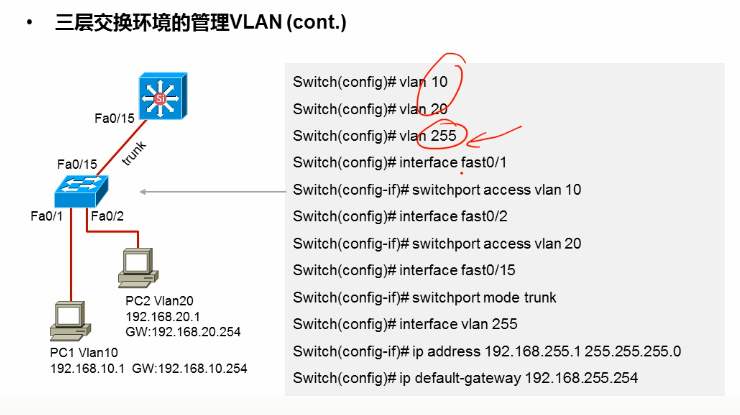 • 三层交换环境的管理VLAN (cont.)
Si
Fa0/15
trunk
Fa0/15
Fa0/1
Fa0/2
PC2 Vlan20
192.168.20.1
GW:192.168.20.254
PC1 Vlan10
192.168.10.1 GW:192.168.10.254
Switch(config)# vlan 10
Switch(config)# vlan 20
Switch(config)# vlan 255
Switch(config)# interface fast0/1
Switch(config-if)# switchport access vlan 10
Switch(config-if)# interface fast0/2
Switch(config-if)# switchport access vlan 20
Switch(config)# interface fast0/15
Switch(config-if)# switchport mode trunk
Switch(config)# interface vlan 255
Switch(config-if)# ip address 192.168.255.1 255.255.255.0
Switch(config)# ip default-gateway 192.168.255.254